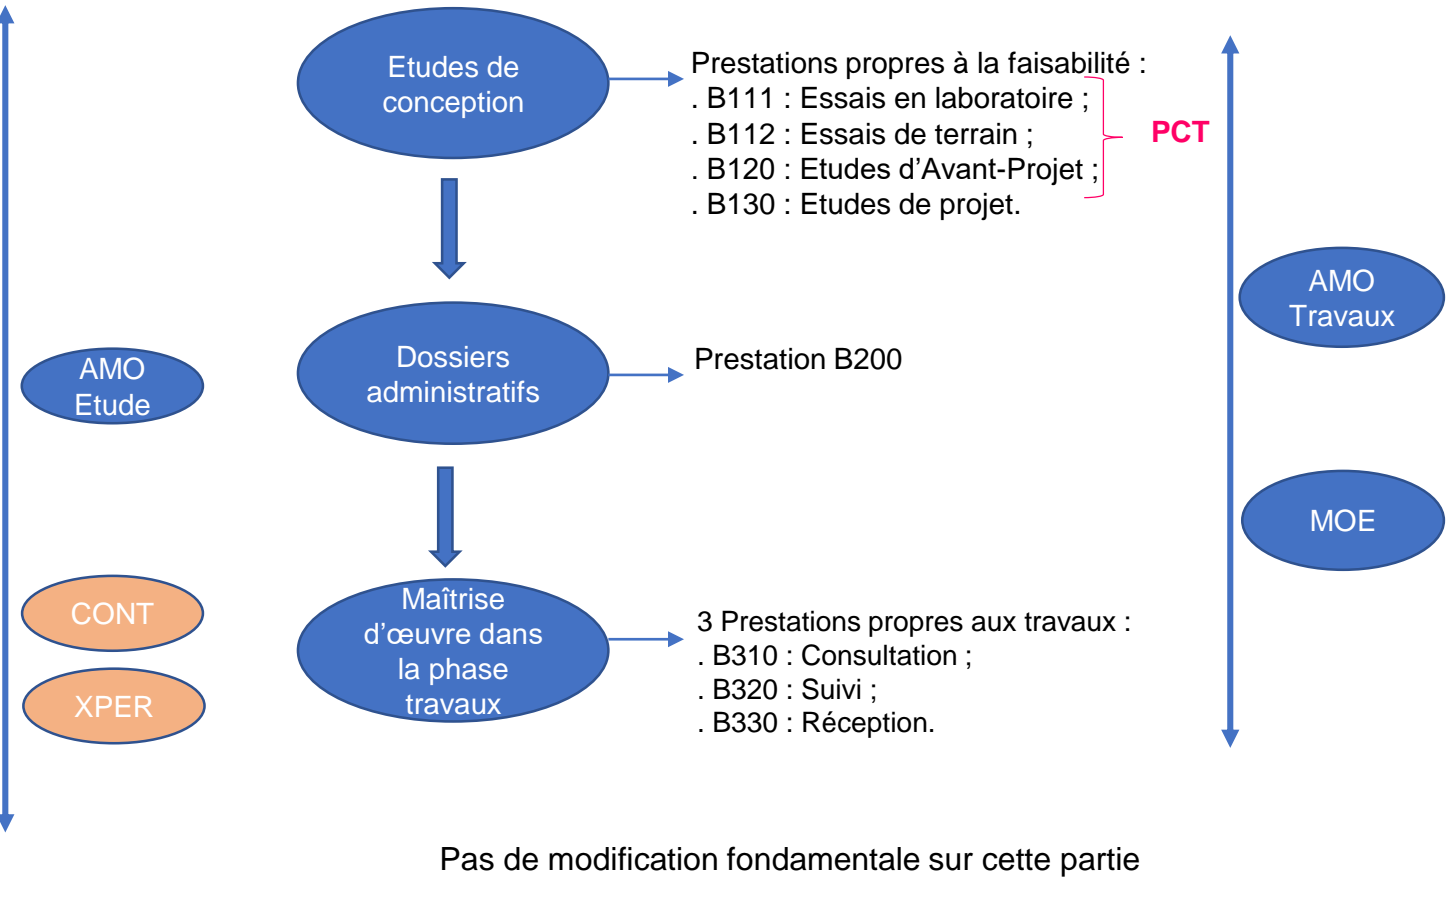 Etudes de
conception
Prestations propres à la faisabilité :
. B111 : Essais en laboratoire ;
. B112 : Essais de terrain ;
. B120 : Etudes d’Avant-Projet ;
. B130 : Etudes de projet.
PCT
AMO
Travaux
Dossiers
administratifs
Prestation B200
AMO
Etude
MOE
Maîtrise
d’œuvre dans
la phase
travaux
3 Prestations propres aux travaux :
. B310 : Consultation ;
. B320 : Suivi ;
. B330 : Réception.
CONT
XPER
Pas de modification fondamentale sur cette partie